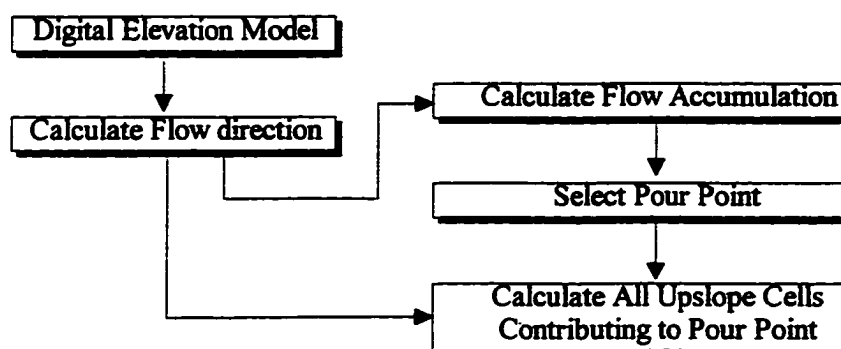 Digital Elevation Model
Calculate Flow direction
Calculate Flow Accumulation
Select Pour Point
Calculate All Upslope Cells
Contributing to Pour Point